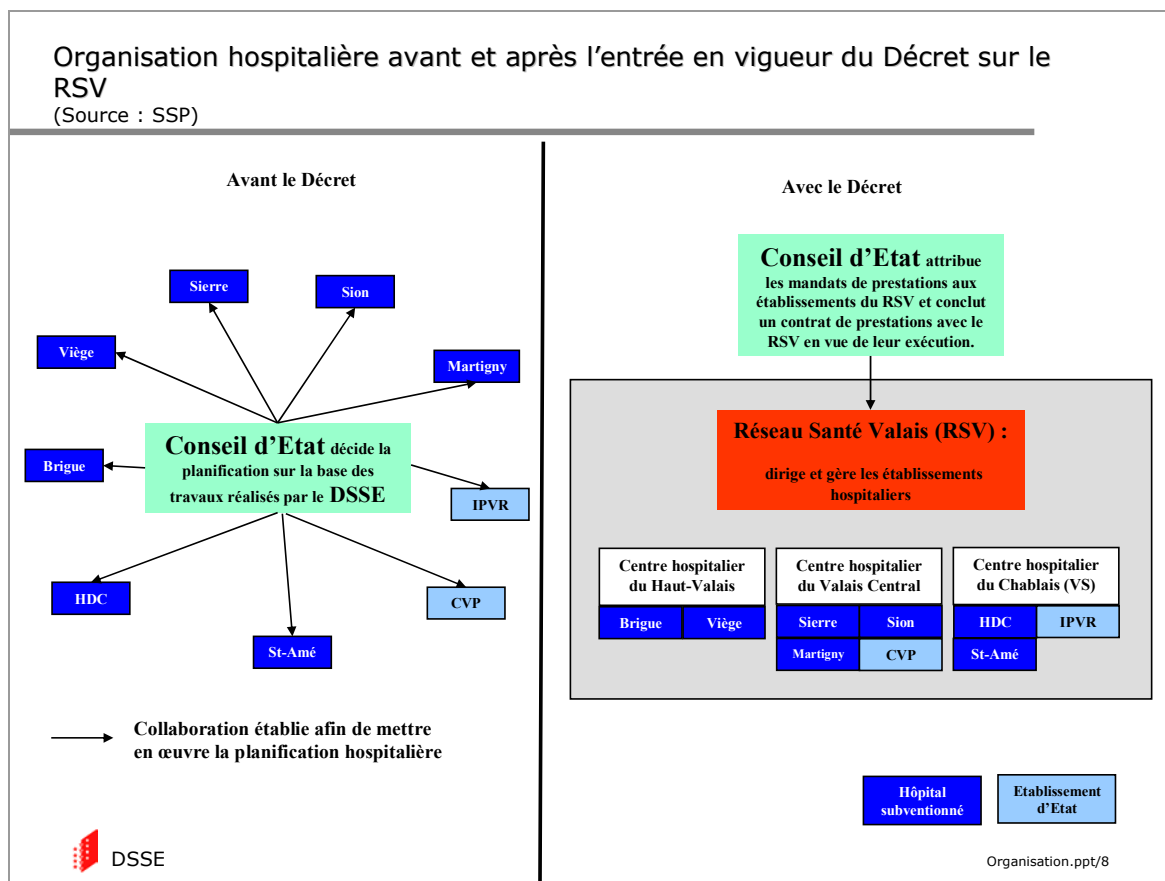 Organisation hospitalière avant et après l’entrée en vigueur du Décret sur le
RSV
(Source : SSP)
Avant le Décret
Sierre
Sion
Viège
Martigny
Conseil d’Etat décide la
planification sur la base des
travaux réalisés par le DSSE
Brigue
IPVR
HDC
CVP
St-Amé
Collaboration établie afin de mettre
en œuvre la planification hospitalière
DSSE
Avec le Décret
Conseil d’Etat attribue
les mandats de prestations aux
établissements du RSV et conclut
un contrat de prestations avec le
RSV en vue de leur exécution.
Réseau Santé Valais (RSV) :
dirige et gère les établissements
hospitaliers
Centre hospitalier
du Haut-Valais
Brigue Viège
Centre hospitalier
du Valais Central
Sierre Sion
Martigny CVP
Centre hospitalier
du Chablais (VS)
HDC IPVR
St-Amé
Hôpital
subventionné
Etablissement
d’Etat
Organisation.ppt/8